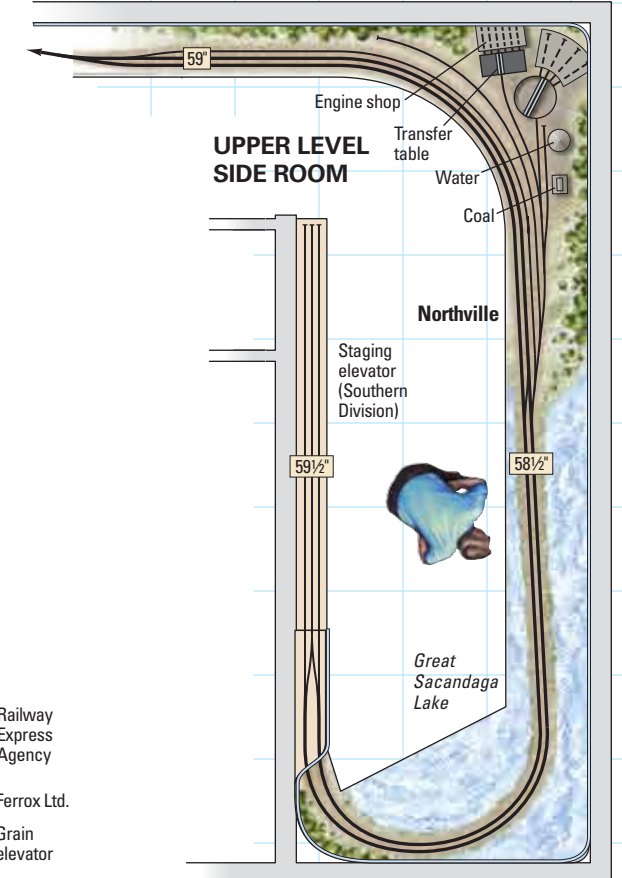 59"
Engine shop
Transfer
table
UPPER LEVEL
SIDE ROOM
Water
Coal
Northville
Staging
elevator
(Southern
Division)
59½"
58½"
Great
Sacandaga
Lake
Railway
Express
Agency
Ferrox Ltd.
Grain
elevator